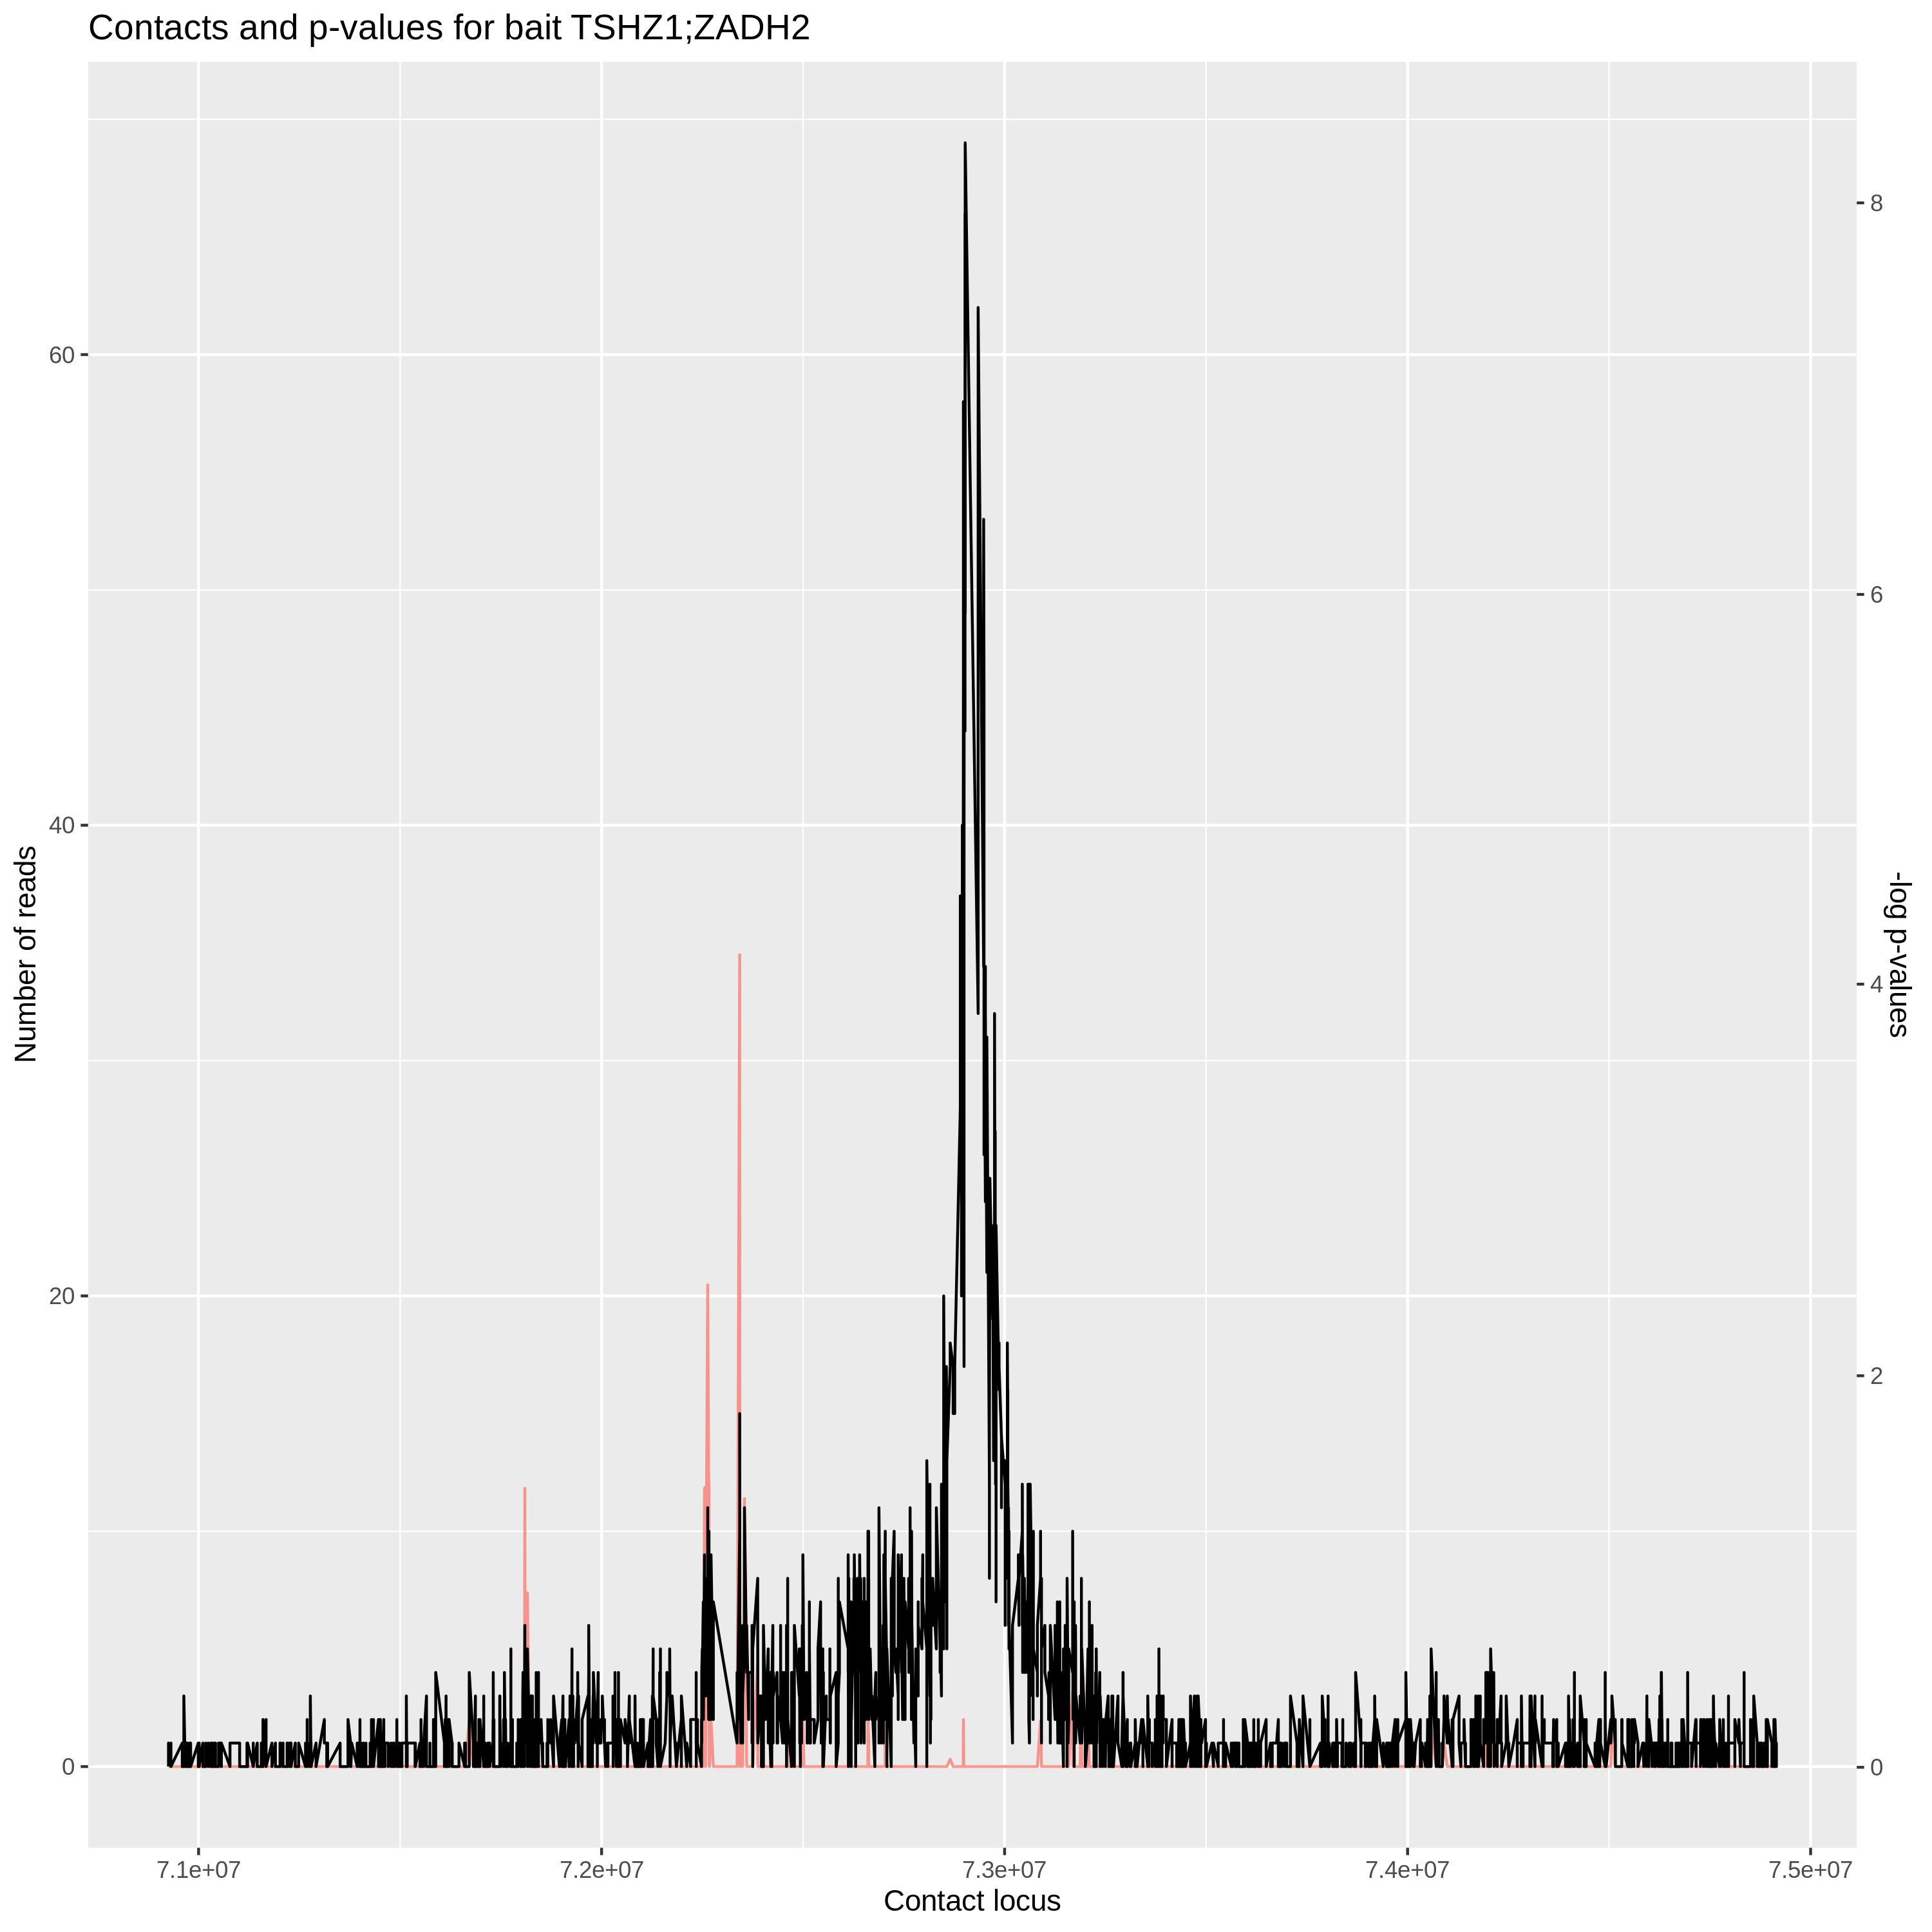 Contacts and p-values for bait TSHZ1;ZADH2
Number of reads
60
40
20
0
8
6
4
2
0
-log p-values
7.1e+07
7.2e+07
7.3e+07
7.4e+07
7.5e+07
Contact locus